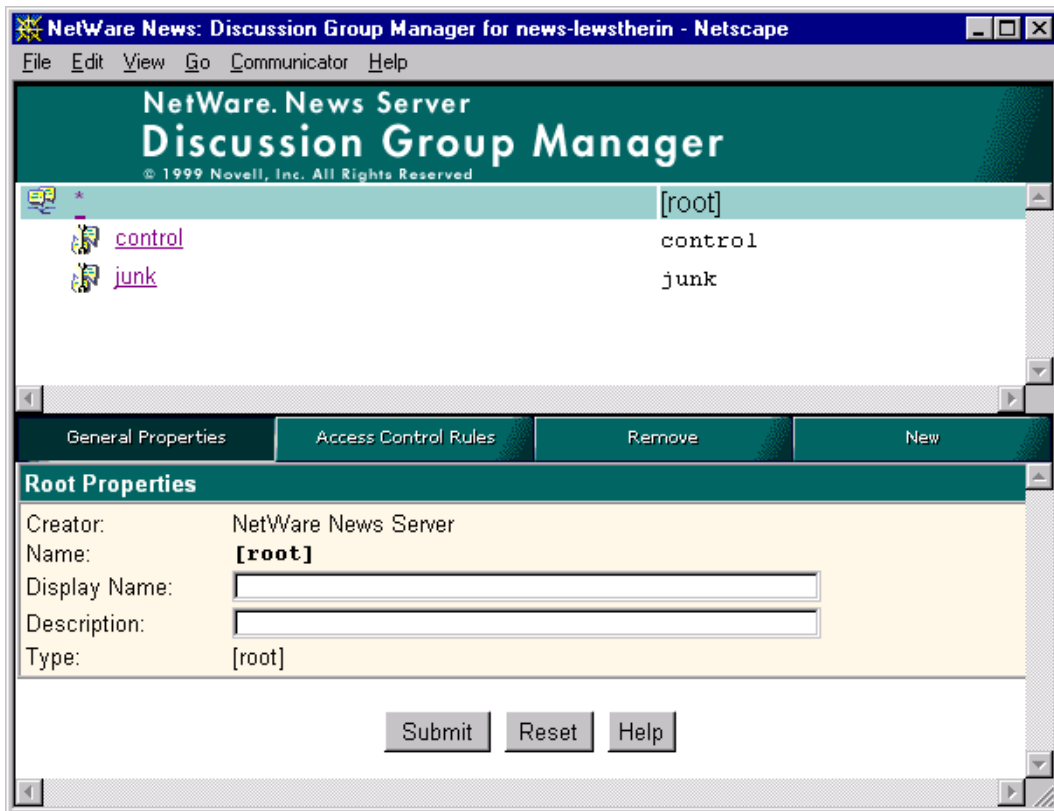 NetWare News: Discussion Group Manager for news-lewstherin - Netscape
File Edit View Go Communicator Help
NetWare. News Server
Discussion Group Manager
© 1999 Novell, Inc. All Rights Reserved
* [root]
control control
junk junk
General Properties Access Control Rules Remove New
Root Properties
Creator: NetWare News Server
Name: [root]
Display Name:
Description:
Type: [root]
Submit Reset Help